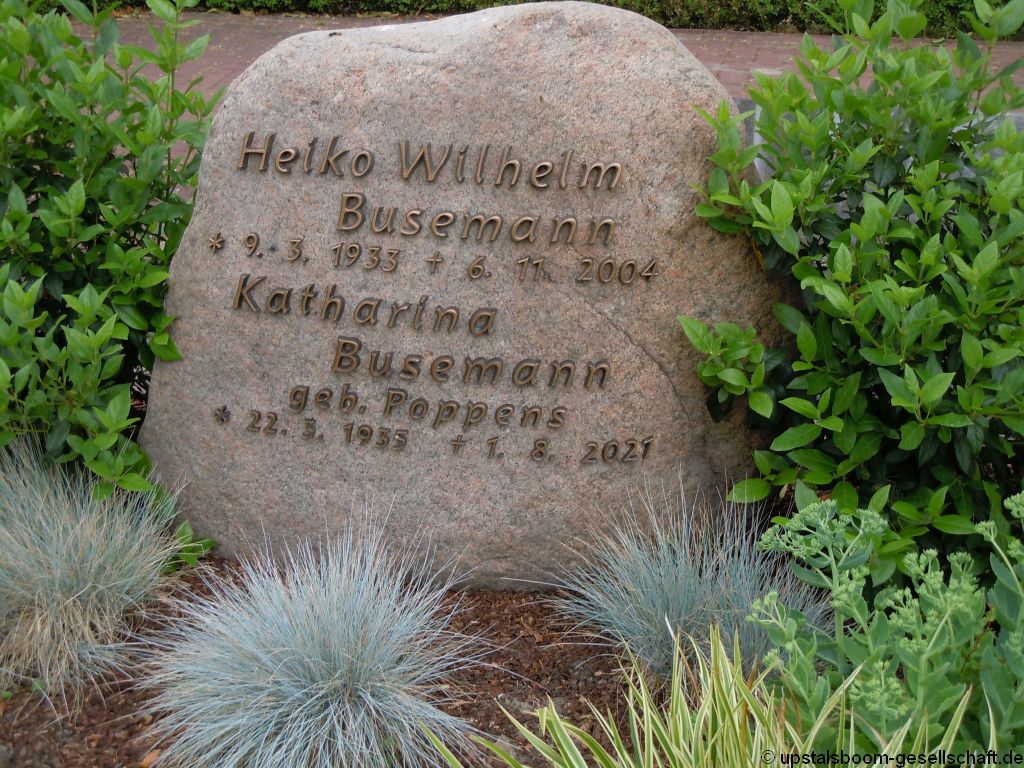 Heiko Wilhelm
Busemann
* 9. 3. 1933 † 6. 11. 2004
Katharina
Busemann
geb. Poppens
* 22. 3. 1935 † 1. 8. 2021
© upstalsboom-gesellschaft.de